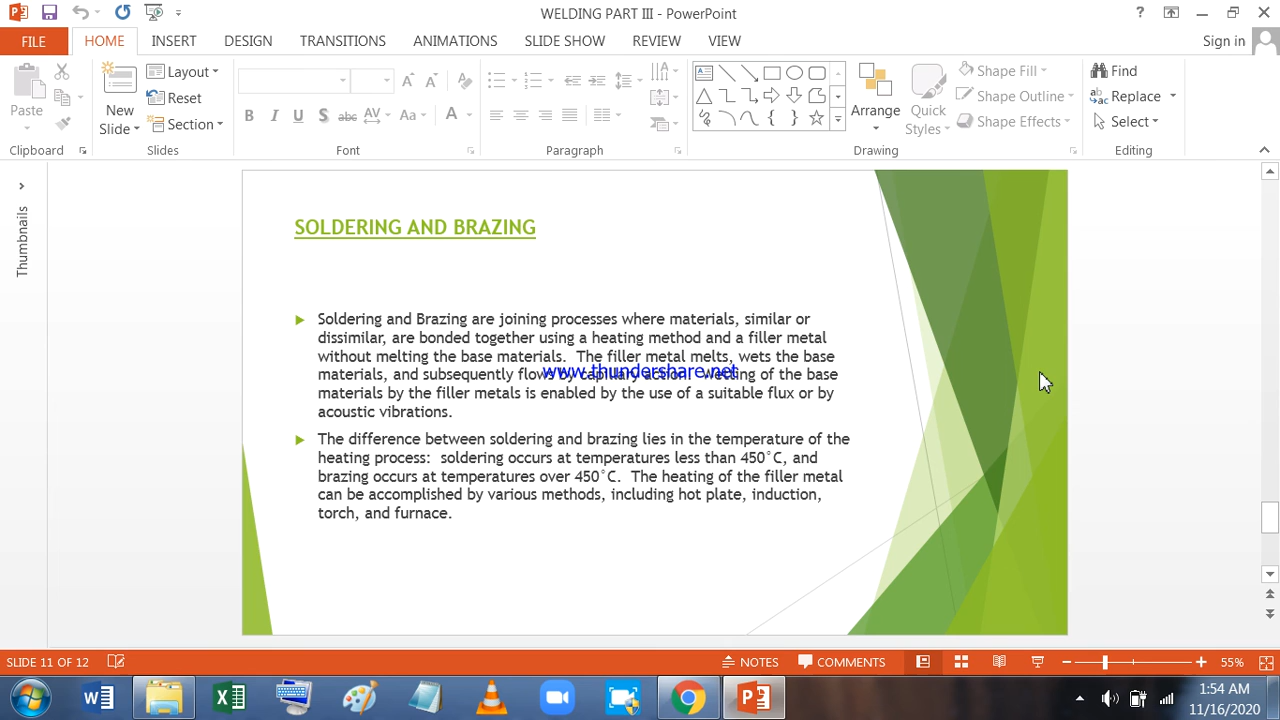 WELDING PART III - PowerPoint
?
FILE
HOME
INSERT
DESIGN
TRANSITIONS
ANIMATIONS
SLIDE SHOW
REVIEW
VIEW
Sign in
Paste
New
Slide
Layout
Reset
Section
B I U S abc AV Aa A
Arrange
Quick
Styles
Shape Fill
Shape Outline
Shape Effects
Find
Replace
Select
Clipboard
Slides
Font
Paragraph
Drawing
Editing
Thumbnails
SOLDERING AND BRAZING
Soldering and Brazing are joining processes where materials, similar or
dissimilar, are bonded together using a heating method and a filler metal
without melting the base materials. The filler metal melts, wets the base
materials, and subsequently flows by capillary action. Wetting of the base
www.thundershare.net
materials by the filler metals is enabled by the use of a suitable flux or by
acoustic vibrations.
The difference between soldering and brazing lies in the temperature of the
heating process: soldering occurs at temperatures less than 450°C, and
brazing occurs at temperatures over 450°C. The heating of the filler metal
can be accomplished by various methods, including hot plate, induction,
torch, and furnace.
SLIDE 11 OF 12
NOTES
COMMENTS
55%
1:54 AM
11/16/2020